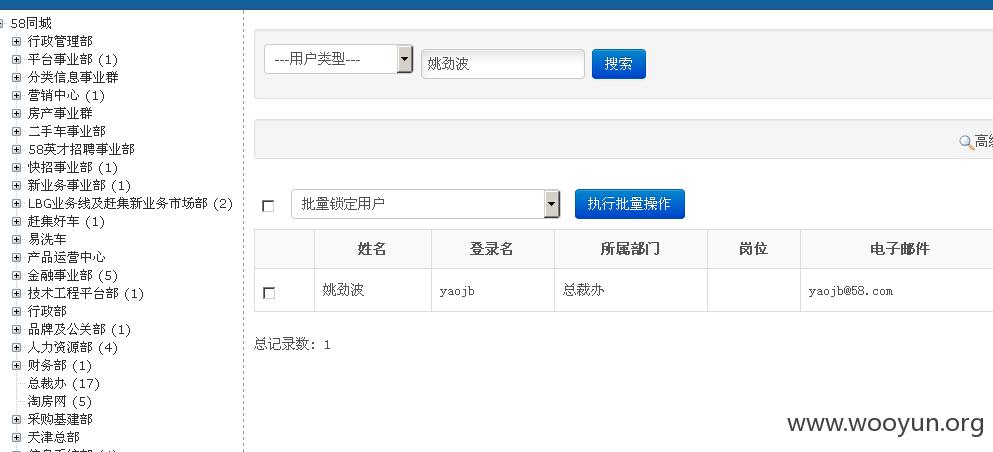 58同城
行政管理部
平台事业部 (1)
分类信息事业群
营销中心 (1)
房产事业群
二手车事业部
58英才招聘事业部
快招事业部 (1)
新业务事业部 (1)
LBG业务线及赶集新业务市场部 (2)
赶集好车 (1)
易洗车
产品运营中心
金融事业部 (5)
技术工程平台部 (1)
行政部
品牌及公关部 (1)
人力资源部 (4)
财务部 (1)
总裁办 (17)
淘房网 (5)
采购基建部
天津总部
---用户类型---
姚劲波
搜索
高级
批量锁定用户
执行批量操作
姓名 登录名 所属部门 岗位 电子邮件
姚劲波 yaojb 总裁办 yaojb@58.com
总记录数: 1
www.wooyun.org